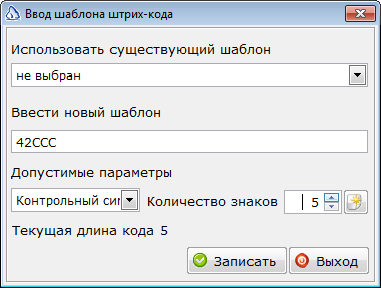 Ввод шаблона штрих-кода
Использовать существующий шаблон
не выбран
Ввести новый шаблон
42CCC
Допустимые параметры
Контрольный сим Количество знаков 5
Текущая длина кода 5
Записать Выход